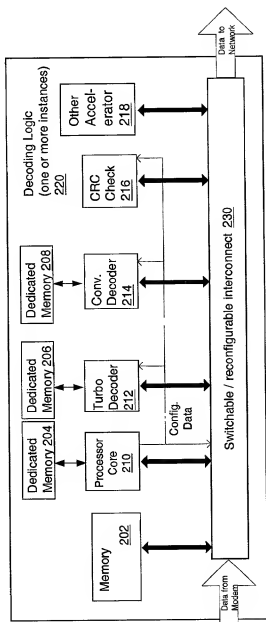 Data to
Network
Decoding Logic
(one or more instances)
220
Other
Accel-
erator
218
CRC
Check
216
Dedicated
Memory 208
Conv.
Decoder
214
Dedicated
Memory 206
Turbo
Decoder
212
Dedicated
Memory 204
Processor
Core
210
Config.
Data
Memory
202
Switchable / reconfigurable interconnect 230
Data from
Modem